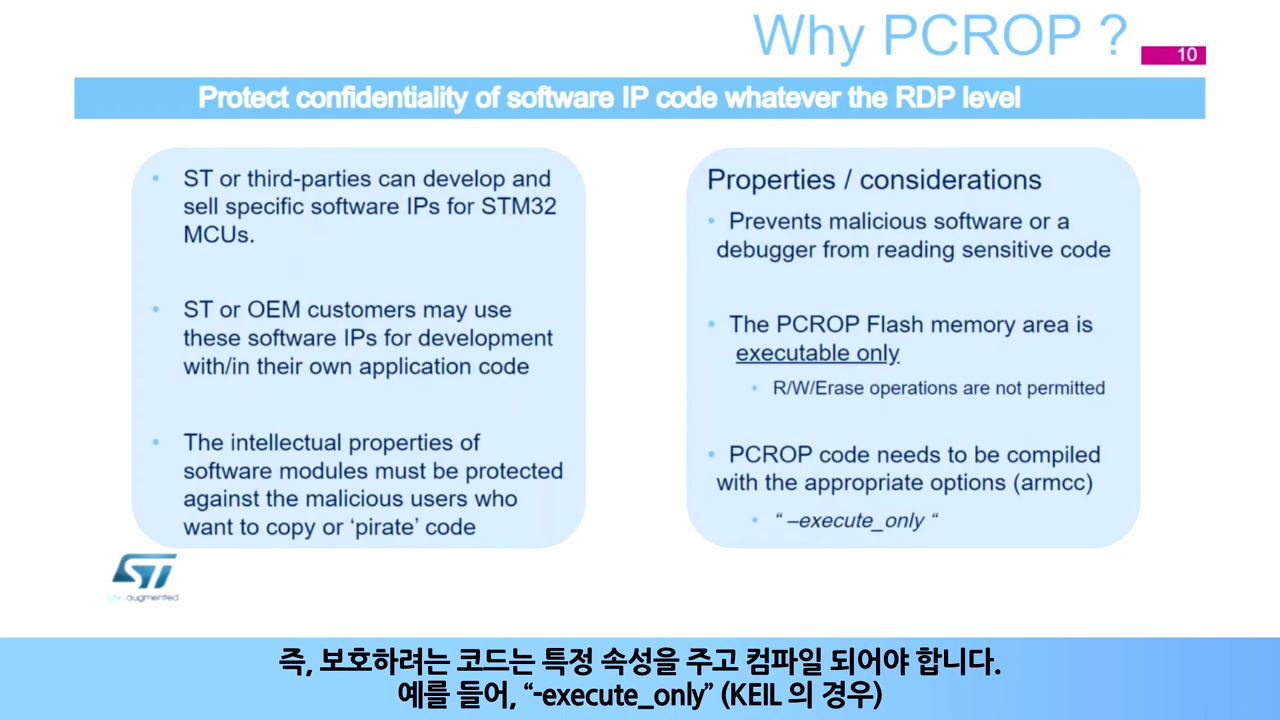 Why PCROP ?
10
Protect confidentiality of software IP code whatever the RDP level
• ST or third-parties can develop and
sell specific software IPs for STM32
MCUs.
• ST or OEM customers may use
these software IPs for development
with/in their own application code
• The intellectual properties of
software modules must be protected
against the malicious users who
want to copy or ‘pirate’ code
Properties / considerations
• Prevents malicious software or a
debugger from reading sensitive code
• The PCROP Flash memory area is
executable only
• R/W/Erase operations are not permitted
• PCROP code needs to be compiled
with the appropriate options (armcc)
• “ –execute_only “
ST
life.augmented
즉, 보호하려는 코드는 특정 속성을 주고 컴파일 되어야 합니다.
예를 들어, “-execute_only” (KEIL 의 경우)